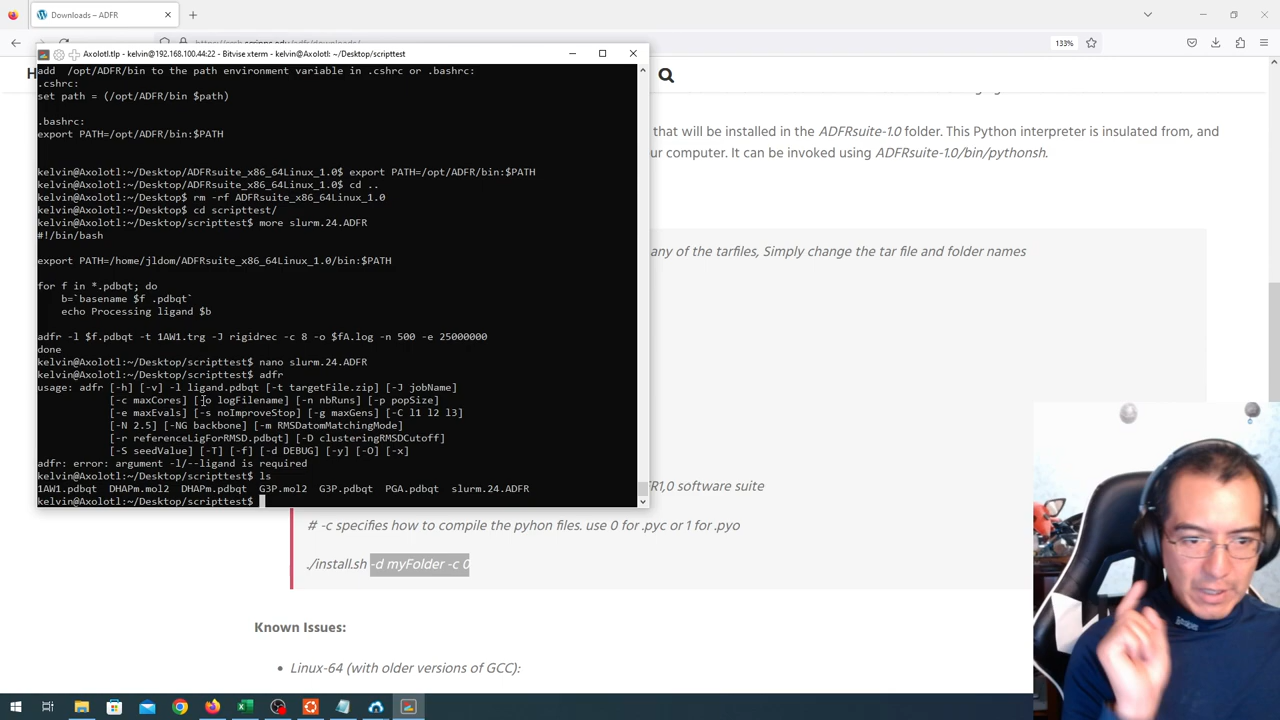 Downloads – ADFR
133%
Axolotl.tlp - kelvin@192.168.100.44:22 - Bitvise xterm - kelvin@Axolotl: ~/Desktop/scripttest
add  /opt/ADFR/bin to the path environment variable in .cshrc or .bashrc:
.cshrc:
set path = (/opt/ADFR/bin $path)
.bashrc:
export PATH=/opt/ADFR/bin:$PATH
kelvin@Axolotl:~/Desktop/ADFRsuite_x86_64Linux_1.0$ export PATH=/opt/ADFR/bin:$PATH
kelvin@Axolotl:~/Desktop/ADFRsuite_x86_64Linux_1.0$ cd ..
kelvin@Axolotl:~/Desktop$ rm -rf ADFRsuite_x86_64Linux_1.0
kelvin@Axolotl:~/Desktop$ cd scripttest/
kelvin@Axolotl:~/Desktop/scripttest$ more slurm.24.ADFR
#!/bin/bash
export PATH=/home/jldom/ADFRsuite_x86_64Linux_1.0/bin:$PATH
for f in *.pdbqt; do
    b=`basename $f .pdbqt`
    echo Processing ligand $b
adfr -l $f.pdbqt -t 1AW1.trg -J rigidrec -c 8 -o $fA.log -n 500 -e 25000000
done
kelvin@Axolotl:~/Desktop/scripttest$ nano slurm.24.ADFR
kelvin@Axolotl:~/Desktop/scripttest$ adfr
usage: adfr [-h] [-v] -l ligand.pdbqt [-t targetFile.zip] [-J jobName]
            [-c maxCores] [-o logFilename] [-n nbRuns] [-p popSize]
            [-e maxEvals] [-s noImproveStop] [-g maxGens] [-C l1 l2 l3]
            [-N 2.5] [-NG backbone] [-m RMSDatomMatchingMode]
            [-r referenceLigForRMSD.pdbqt] [-D clusteringRMSDCutoff]
            [-S seedValue] [-T] [-f] [-d DEBUG] [-y] [-O] [-x]
adfr: error: argument -l/--ligand is required
kelvin@Axolotl:~/Desktop/scripttest$ ls
1AW1.pdbqt  DHAPm.mol2  DHAPm.pdbqt  G3P.mol2  G3P.pdbqt  PGA.pdbqt  slurm.24.ADFR
kelvin@Axolotl:~/Desktop/scripttest$
that will be installed in the ADFRsuite-1.0 folder. This Python interpreter is insulated from, and
ur computer. It can be invoked using ADFRsuite-1.0/bin/pythonsh.
any of the tarfiles, Simply change the tar file and folder names
R1,0 software suite
# -c specifies how to compile the pyhon files. use 0 for .pyc or 1 for .pyo
./install.sh -d myFolder -c 0
Known Issues:
• Linux-64 (with older versions of GCC):